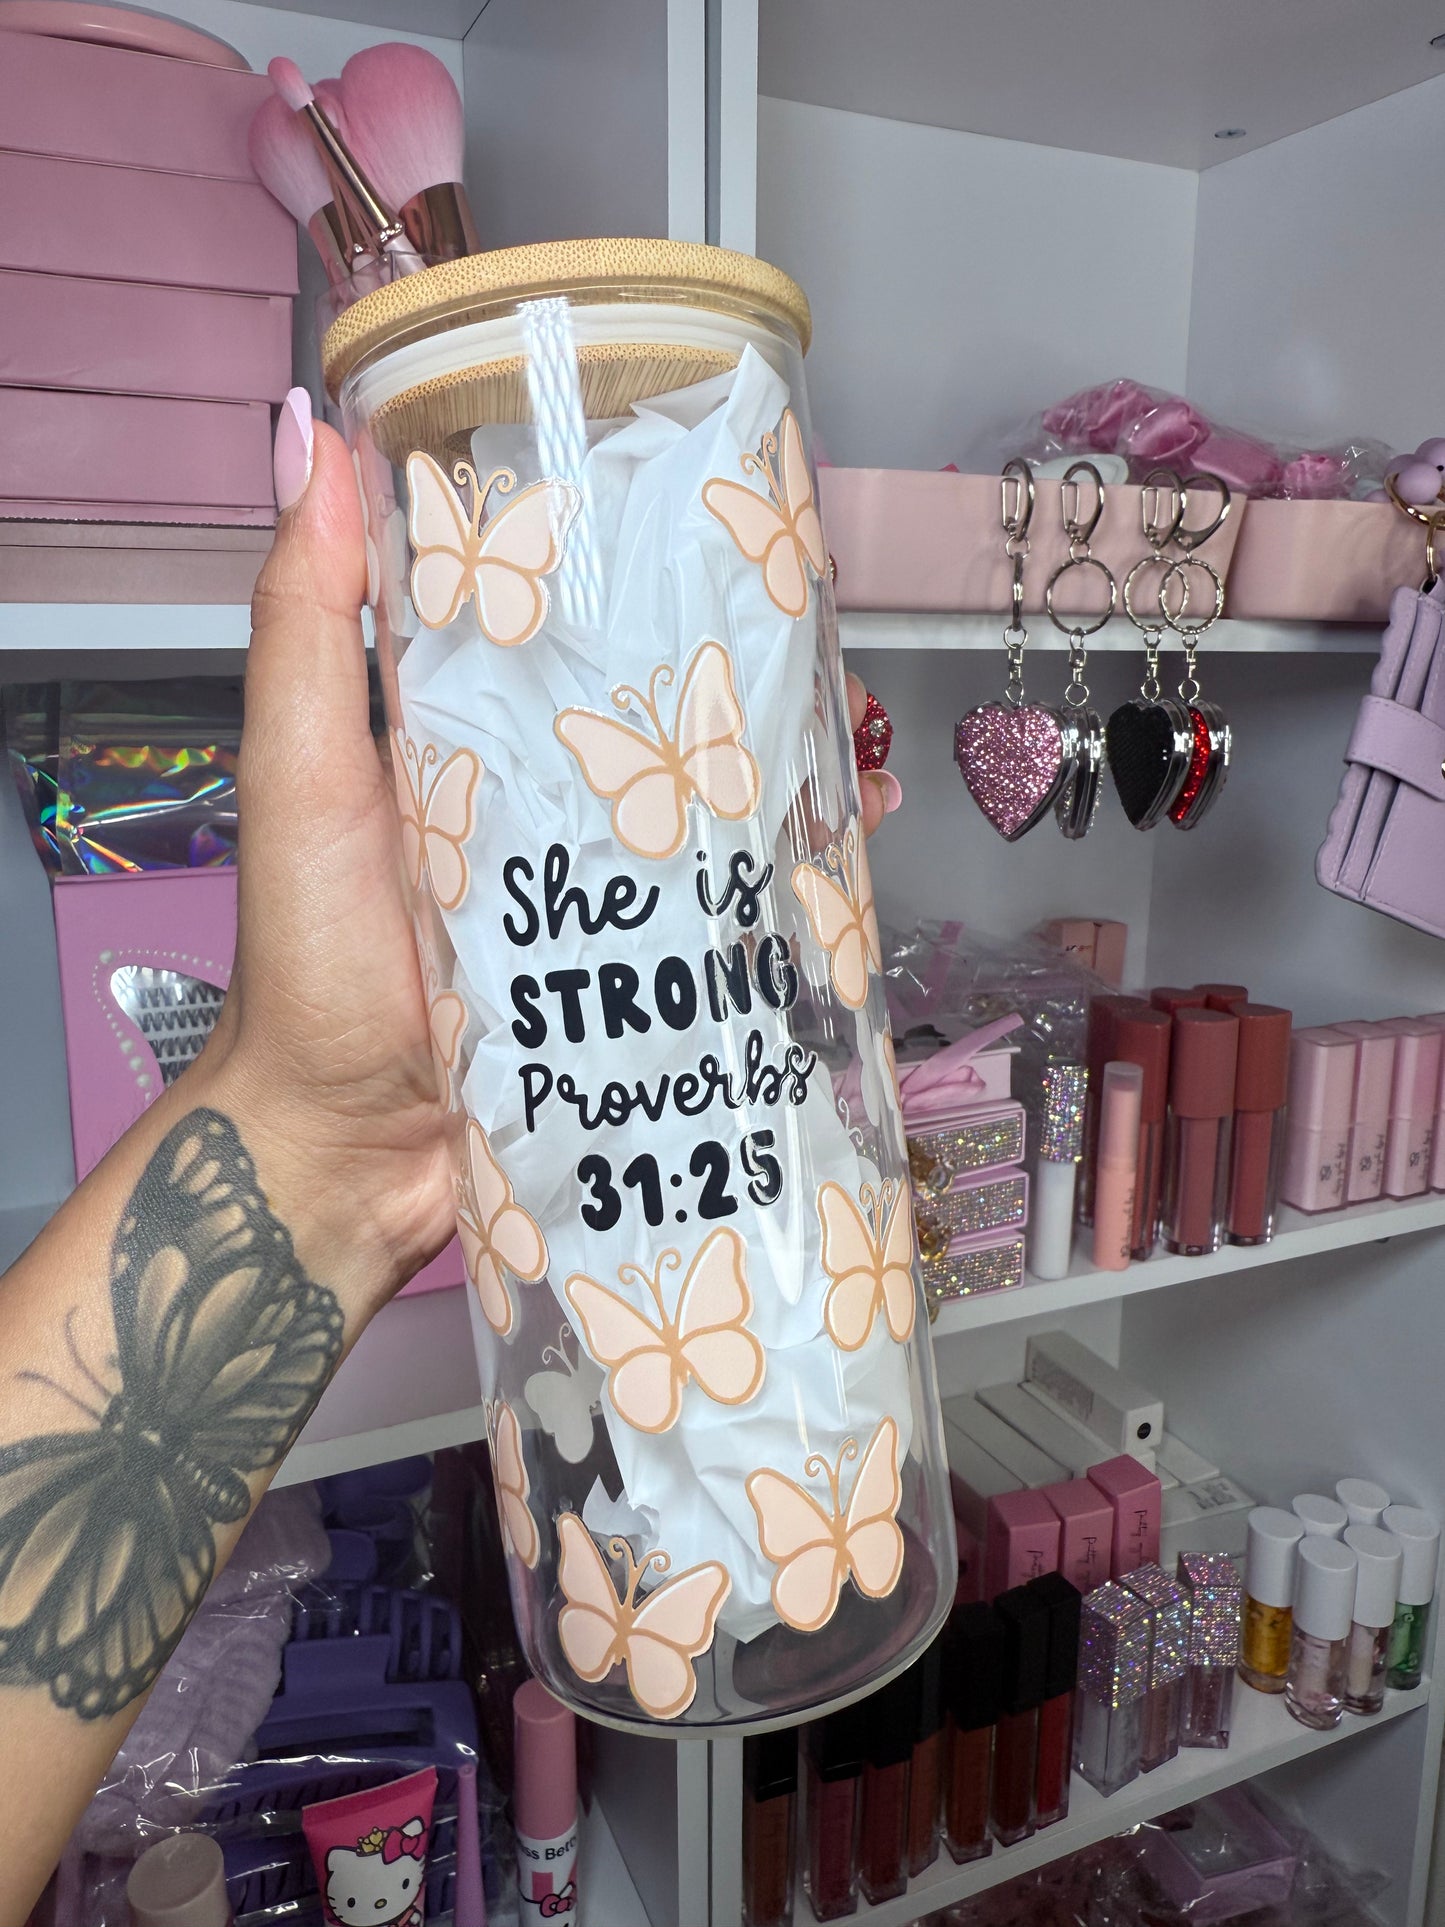 She is
STRONG
Proverbs
31:25